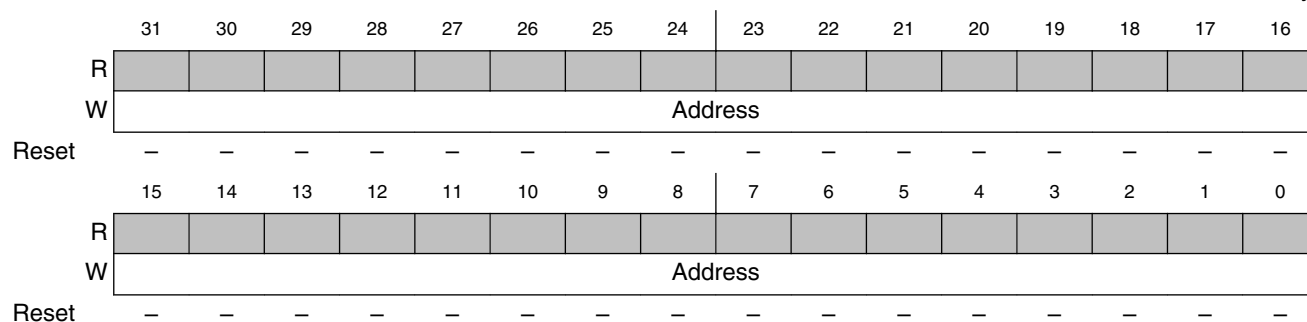 31 30 29 28 27 26 25 24 23 22 21 20 19 18 17 16
R
W Address
Reset – – – – – – – – – – – – – – – –
15 14 13 12 11 10 9 8 7 6 5 4 3 2 1 0
R
W Address
Reset – – – – – – – – – – – – – – – –